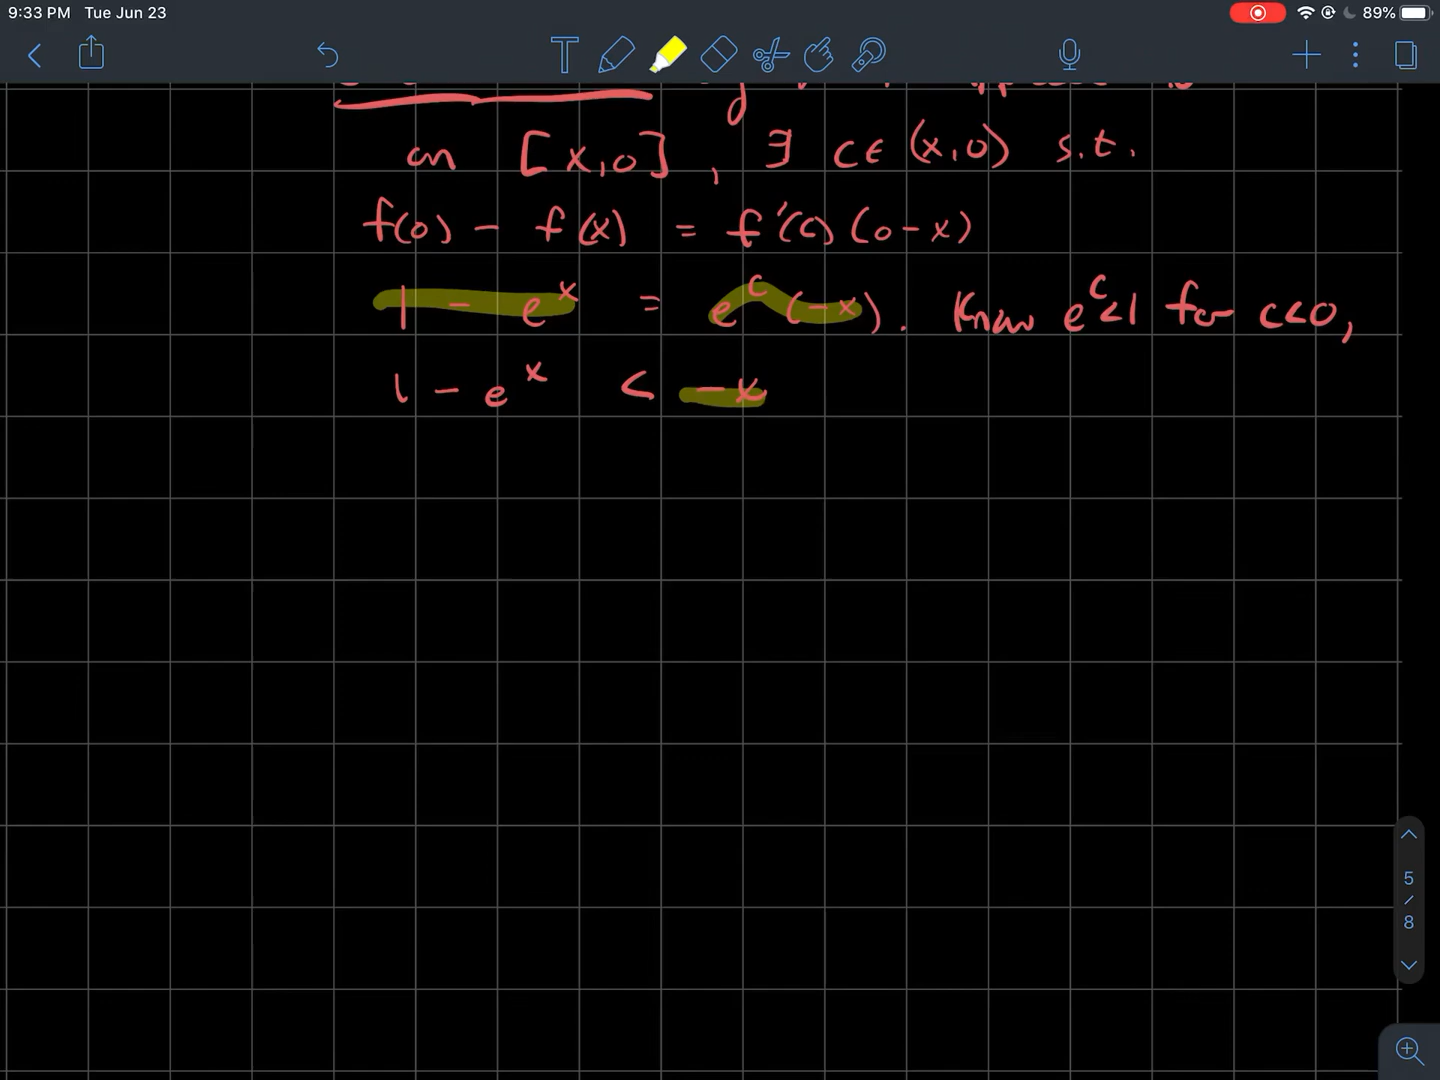 9:33 PM Tue Jun 23 89%
T
on [x,0], ∃ c∈(x,0) s.t.
f(0) - f(x) = f'(c)(0-x)
1 - e^x = e^c(-x). Know e^c<1 for c<0,
1 - e^x < -x
5
/
8